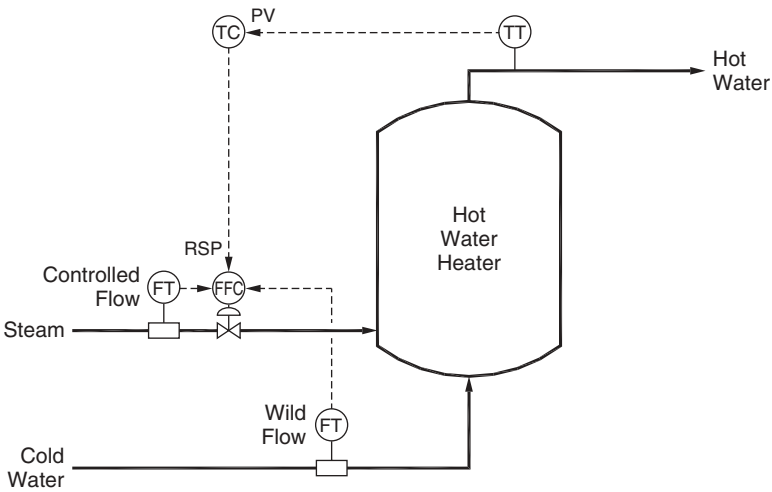 TC
PV
TT
Hot
Water
Hot
Water
Heater
RSP
Controlled
Flow
FT
FFC
Steam
Wild
Flow
FT
Cold
Water